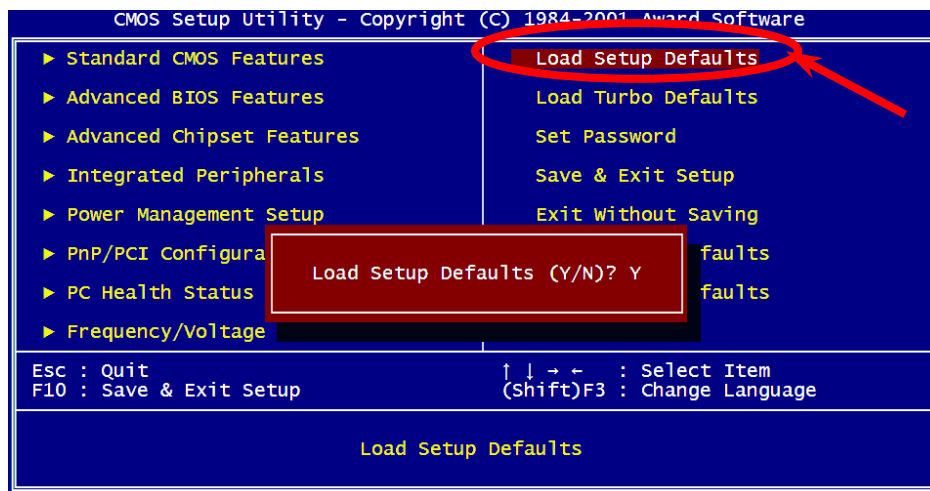 CMOS Setup Utility - Copyright (C) 1984-2001 Award Software
► Standard CMOS Features
► Advanced BIOS Features
► Advanced Chipset Features
► Integrated Peripherals
► Power Management Setup
► PnP/PCI Configura
► PC Health Status
► Frequency/Voltage
Load Setup Defaults
Load Turbo Defaults
Set Password
Save & Exit Setup
Exit Without Saving
faults
faults
Load Setup Defaults (Y/N)? Y
Esc : Quit
F10 : Save & Exit Setup
↑ ↓ → ← : Select Item
(Shift)F3 : Change Language
Load Setup Defaults